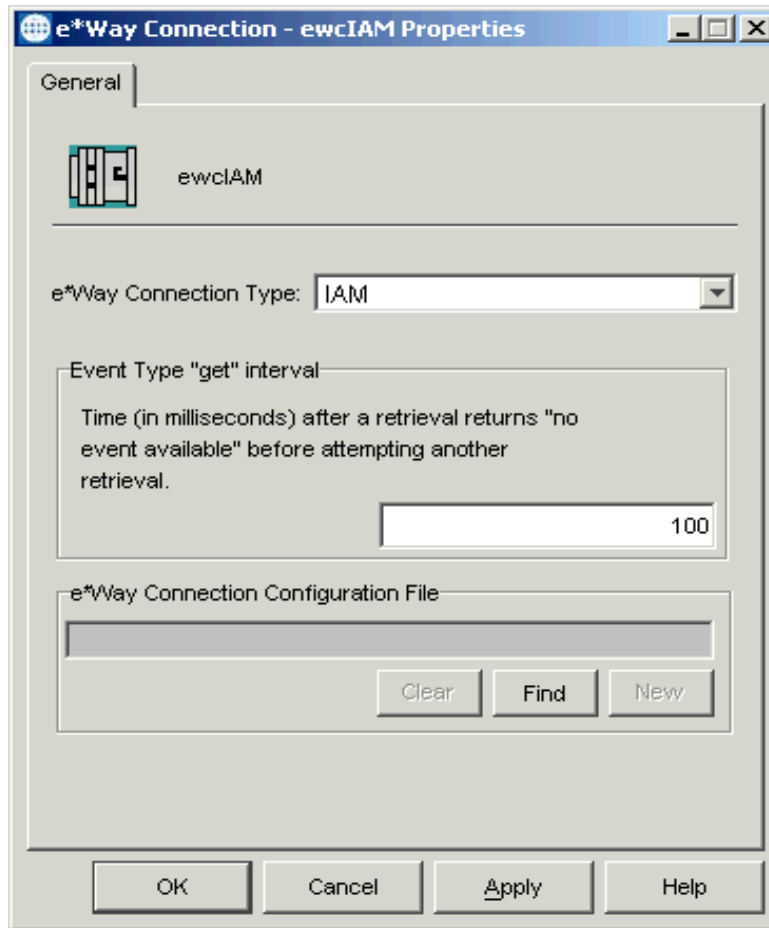 e*Way Connection - ewcIAM Properties
General
ewcIAM
e*Way Connection Type: IAM
Event Type "get" interval
Time (in milliseconds) after a retrieval returns "no
event available" before attempting another
retrieval.
100
e*Way Connection Configuration File
Clear Find New
OK Cancel Apply Help